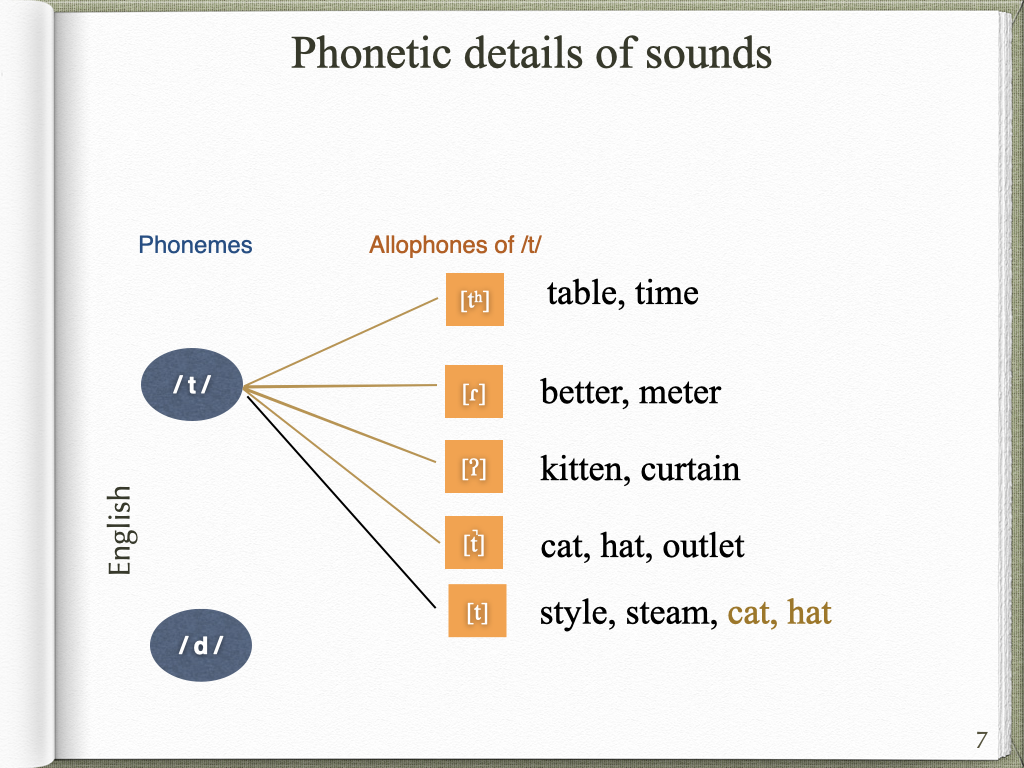 Phonetic details of sounds
Phonemes
Allophones of /t/
[tʰ] table, time
/ t /
[ɾ] better, meter
[ʔ] kitten, curtain
English
[t̚] cat, hat, outlet
[t] style, steam, cat, hat
/ d /
7